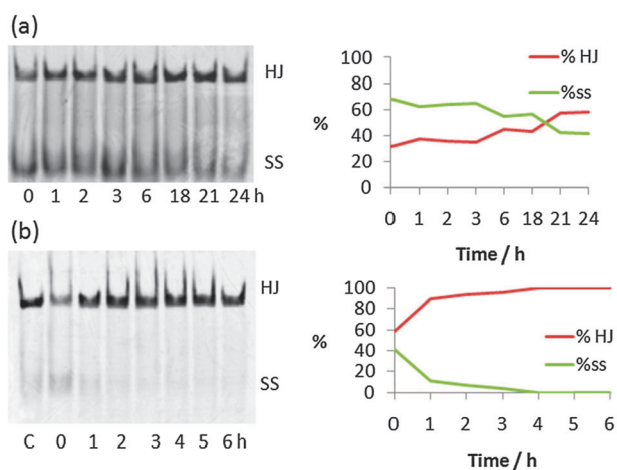 (a)
HJ
SS
0 1 2 3 6 18 21 24 h
100
80
60
40
20
0
%
% HJ
%ss
0 1 2 3 6 18 21 24
Time / h
(b)
HJ
SS
C 0 1 2 3 4 5 6 h
100
80
60
40
20
0
%
% HJ
%ss
0 1 2 3 4 5 6
Time / h